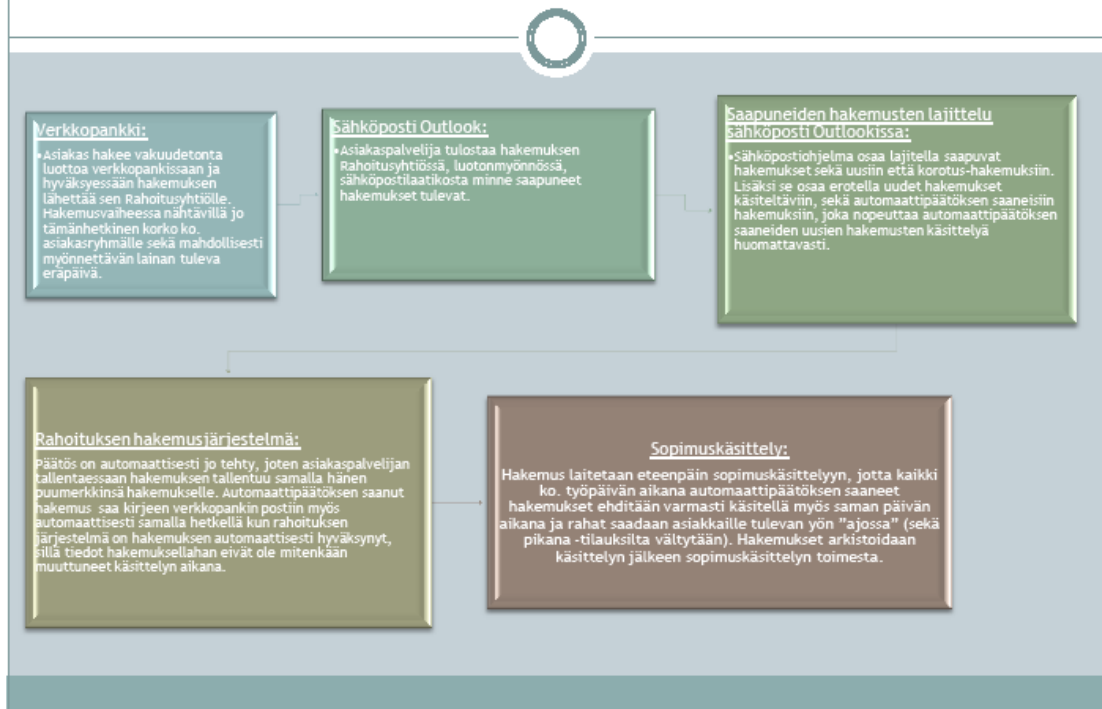 Verkkopankki:
•Asiakas hakee vakuudetonta
luottoa verkkopankissaan ja
hyväksyessään hakemuksen
lähettää sen Rahoitusyhtiölle.
Hakemusvaiheessa nähtävillä jo
tämänhetkinen korko ko.
asiakasryhmälle sekä mahdollisesti
myönnettävän lainan tuleva
eräpäivä.
Sähköposti Outlook:
•Asiakaspalvelija tulostaa hakemuksen
Rahoitusyhtiössä, luotonmyönnössä,
sähköpostilaatikosta minne saapuneet
hakemukset tulevat.
Saapuneiden hakemusten lajittelu
sähköposti Outlookissa:
•Sähköpostiohjelma osaa lajitella saapuvat
hakemukset sekä uusiin että korotus-hakemuksiin.
Lisäksi se osaa erotella uudet hakemukset
käsiteltäviin, sekä automaattipäätöksen saaneisiin
hakemuksiin, joka nopeuttaa automaattipäätöksen
saaneiden uusien hakemusten käsittelyä
huomattavasti.
Rahoituksen hakemusjärjestelmä:
Päätös on automaattisesti jo tehty, joten asiakaspalvelijan
tallentaessaan hakemuksen tallentuu samalla hänen
puumerkkinsä hakemukselle. Automaattipäätöksen saanut
hakemus saa kirjeen verkkopankin postiin myös
automaattisesti samalla hetkellä kun rahoituksen
järjestelmä on hakemuksen automaattisesti hyväksynyt,
sillä tiedot hakemuksellahan eivät ole mitenkään
muuttuneet käsittelyn aikana.
Sopimuskäsittely:
Hakemus laitetaan eteenpäin sopimuskäsittelyyn, jotta kaikki
ko. työpäivän aikana automaattipäätöksen saaneet
hakemukset ehditään varmasti käsitellä myös saman päivän
aikana ja rahat saadaan asiakkaille tulevan yön ”ajossa” (sekä
pikana -tilauksilta vältytään). Hakemukset arkistoidaan
käsittelyn jälkeen sopimuskäsittelyn toimesta.